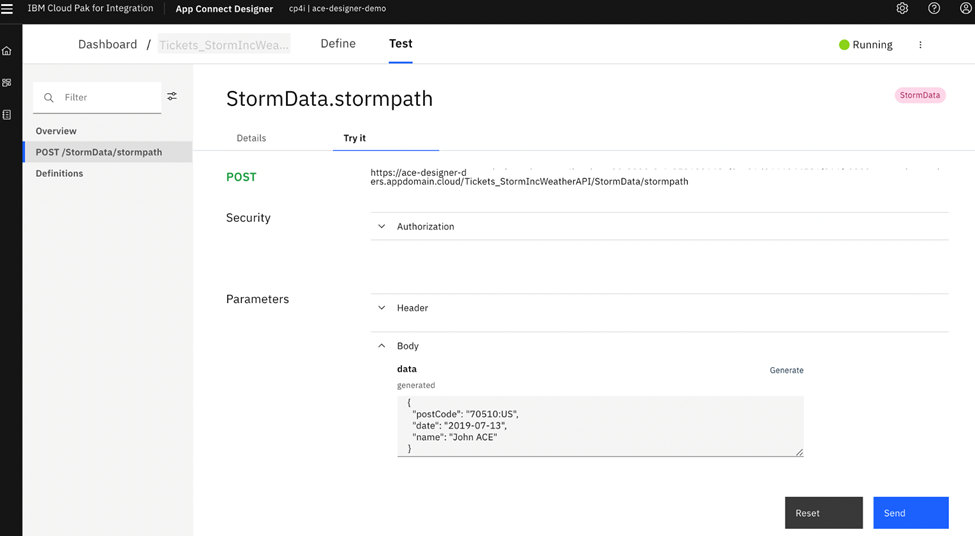 IBM Cloud Pak for Integration App Connect Designer cp4i | ace-designer-demo
Dashboard / Tickets_StormIncWea... Define Test Running
Filter
Overview
POST /StormData/stormpath
Definitions
StormData.stormpath StormData
Details Try it
POST https://ace-designer-d
ers.appdomain.cloud/Tickets_StormIncWeatherAPI/StormData/stormpath
Security Authorization
Parameters Header
Body
data Generate
generated
{
"postCode": "70510:US",
"date": "2019-07-13",
"name": "John ACE"
}
Reset Send